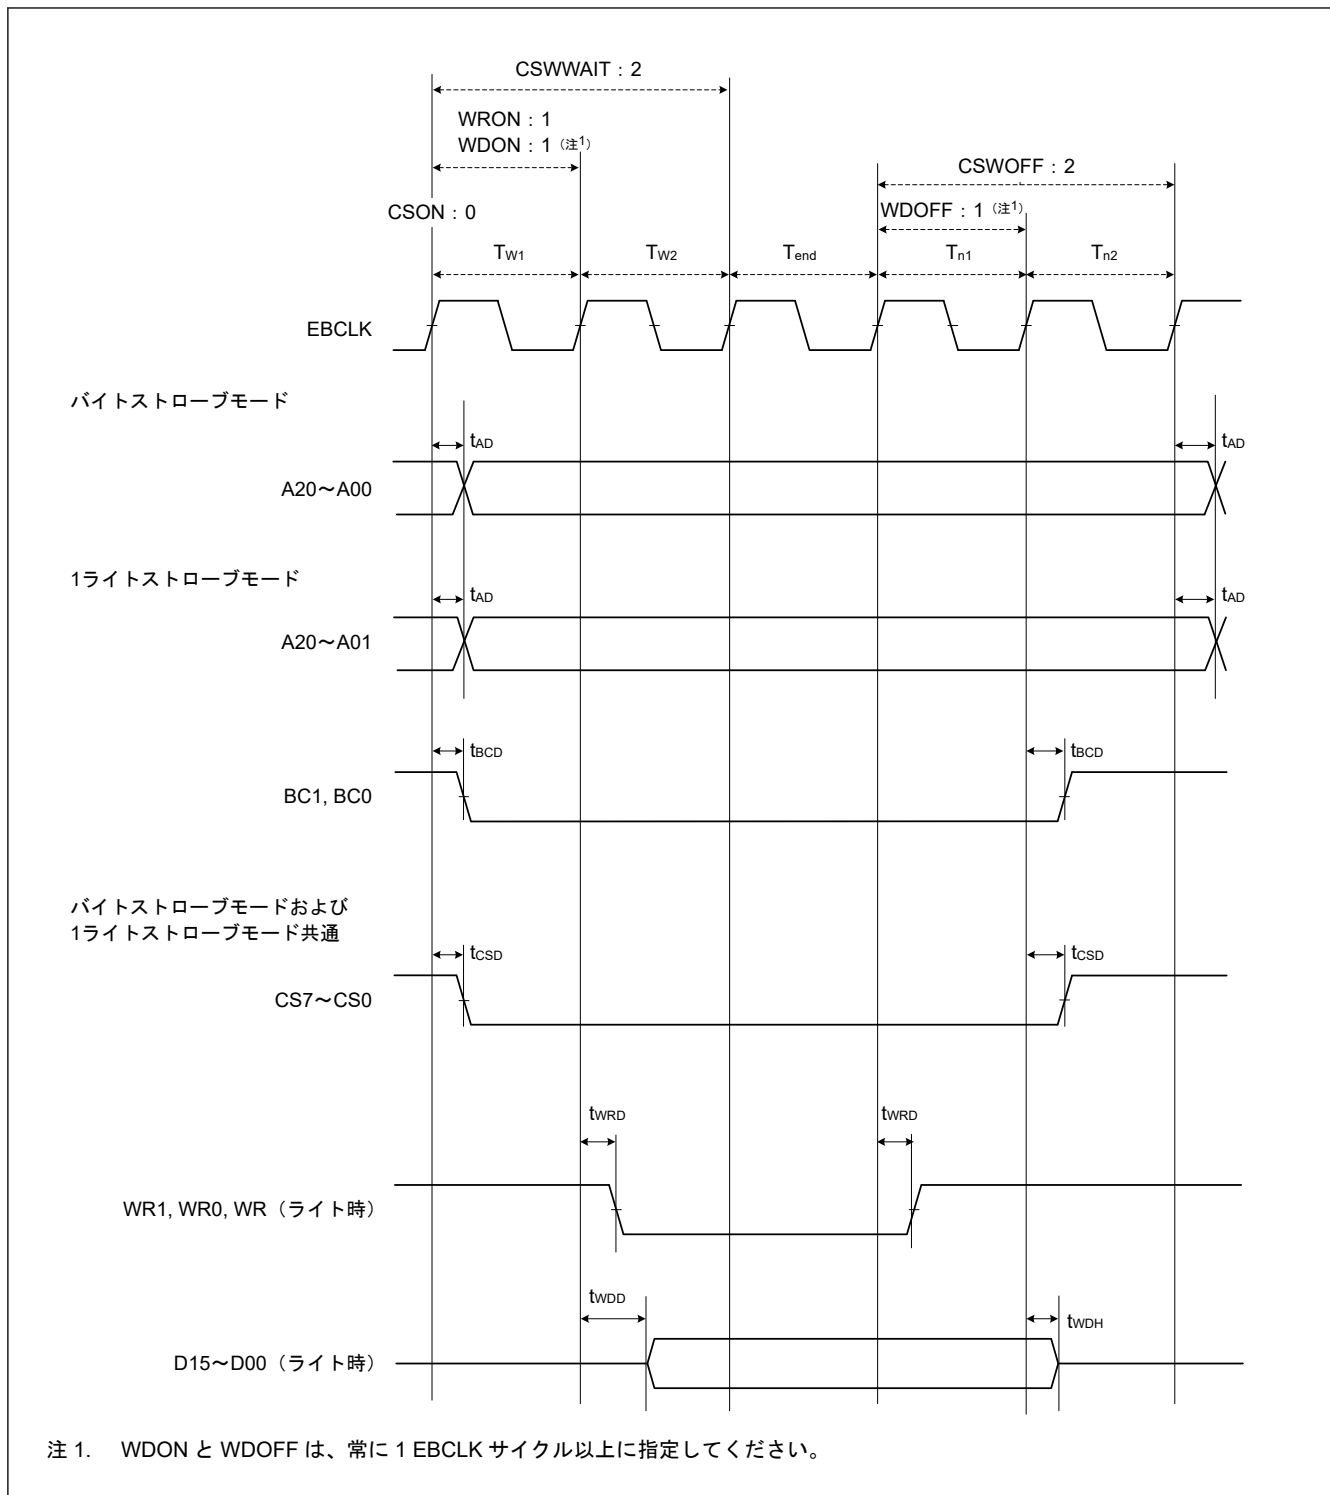 CSWWAIT：2
WRON：1
WDON：1（注1）
CSWOFF：2
WDOFF：1（注1）
CSON：0
TW1
TW2
Tend
Tn1
Tn2
EBCLK
バイトストローブモード
tAD
tAD
A20～A00
1ライトストローブモード
tAD
tAD
A20～A01
tBCD
tBCD
BC1, BC0
バイトストローブモードおよび
1ライトストローブモード共通
tCSD
tCSD
CS7～CS0
tWRD
tWRD
WR1, WR0, WR（ライト時）
tWDD
tWDH
D15～D00（ライト時）
注 1. WDON と WDOFF は、常に 1 EBCLK サイクル以上に指定してください。